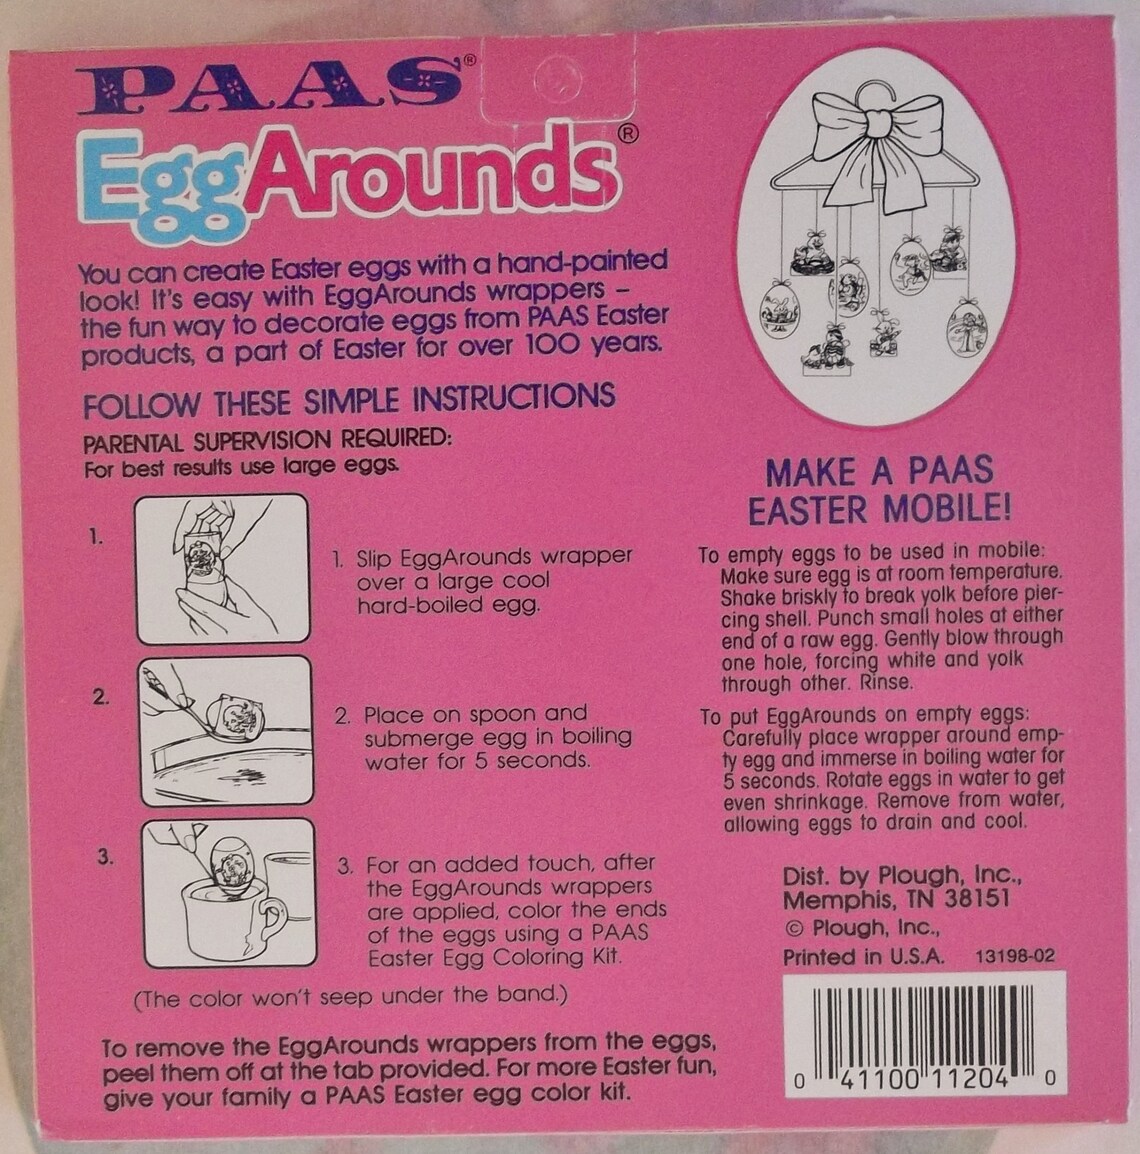 PAAS®
EggArounds®
You can create Easter eggs with a hand-painted
look! It's easy with EggArounds wrappers –
the fun way to decorate eggs from PAAS Easter
products, a part of Easter for over 100 years.
FOLLOW THESE SIMPLE INSTRUCTIONS
PARENTAL SUPERVISION REQUIRED:
For best results use large eggs.
1.
1. Slip EggArounds wrapper
over a large cool
hard-boiled egg.
2.
2. Place on spoon and
submerge egg in boiling
water for 5 seconds.
3.
3. For an added touch, after
the EggArounds wrappers
are applied, color the ends
of the eggs using a PAAS
Easter Egg Coloring Kit.
(The color won't seep under the band.)
To remove the EggArounds wrappers from the eggs,
peel them off at the tab provided. For more Easter fun,
give your family a PAAS Easter egg color kit.
MAKE A PAAS
EASTER MOBILE!
To empty eggs to be used in mobile:
Make sure egg is at room temperature.
Shake briskly to break yolk before pier-
cing shell. Punch small holes at either
end of a raw egg. Gently blow through
one hole, forcing white and yolk
through other. Rinse.
To put EggArounds on empty eggs:
Carefully place wrapper around emp-
ty egg and immerse in boiling water for
5 seconds. Rotate eggs in water to get
even shrinkage. Remove from water,
allowing eggs to drain and cool.
Dist. by Plough, Inc.,
Memphis, TN 38151
© Plough, Inc.,
Printed in U.S.A. 13198-02
0 41100 11204 0